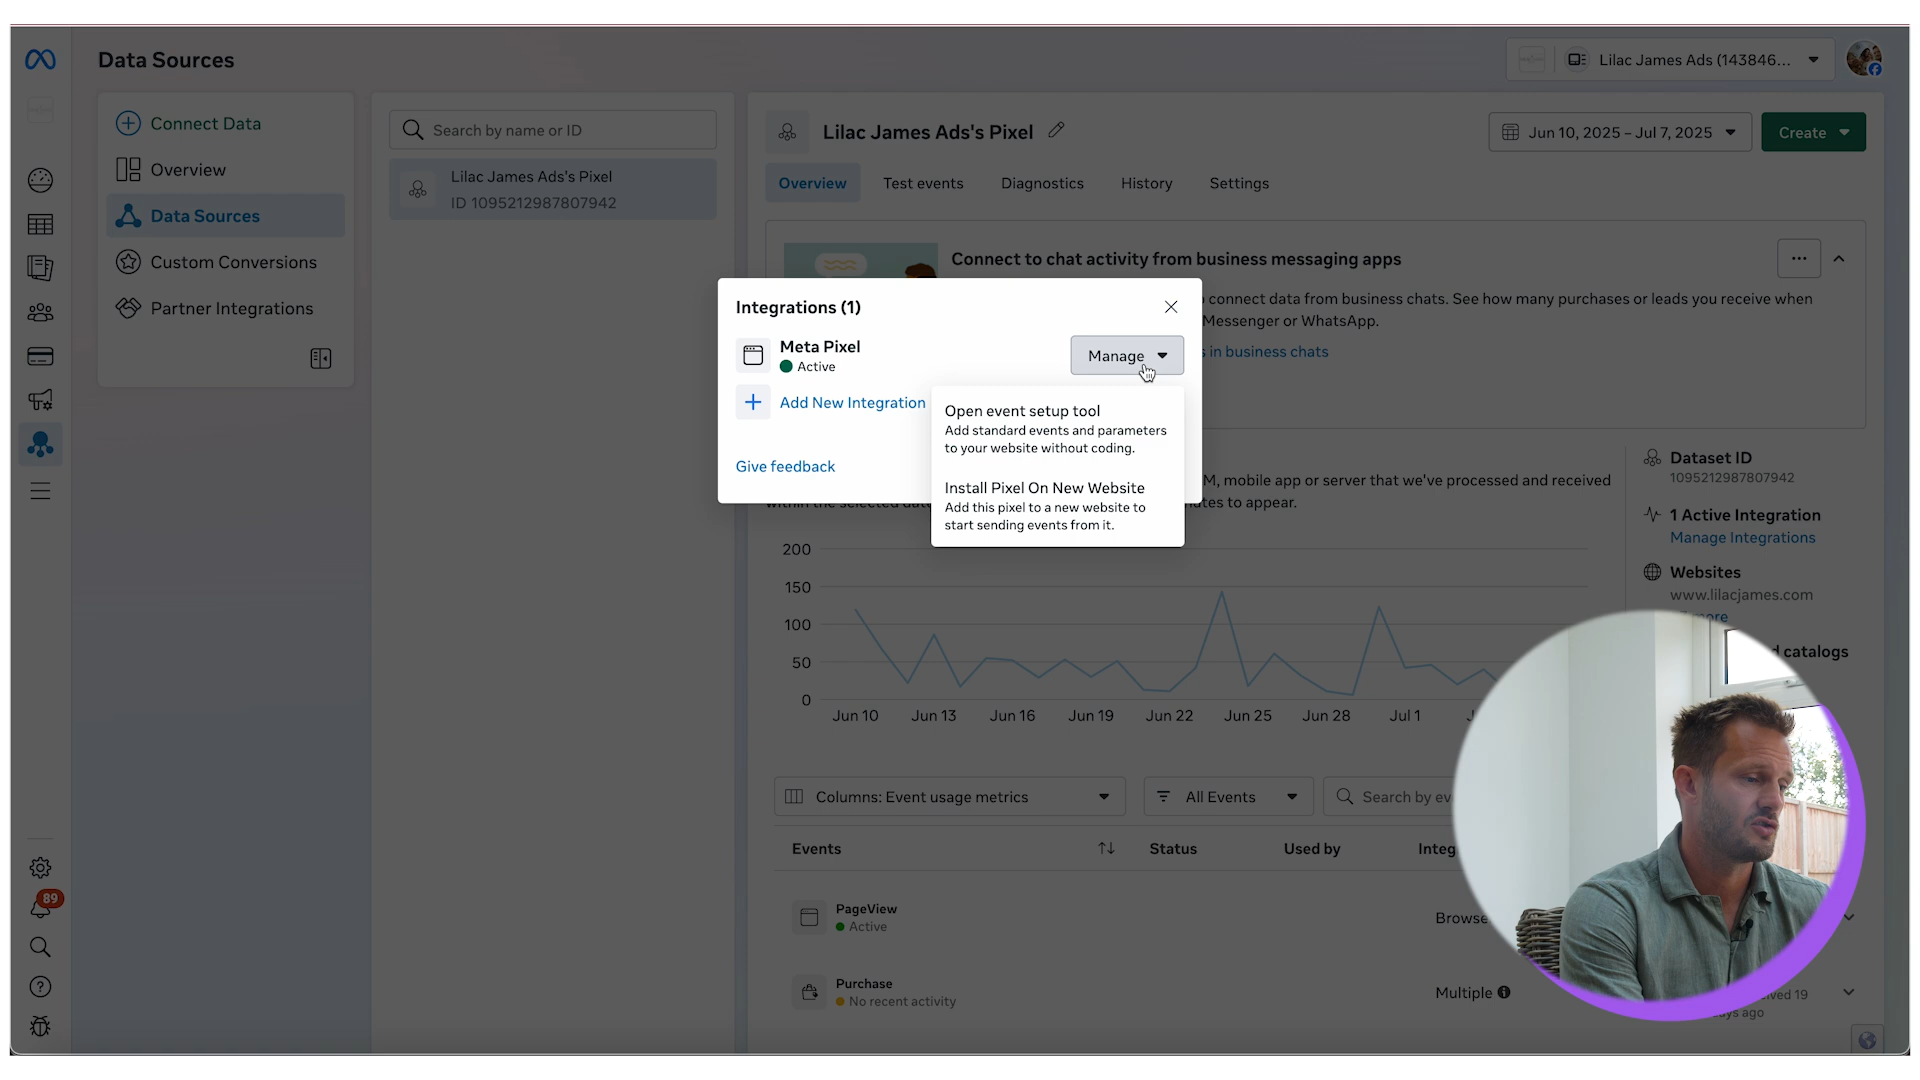 Data Sources
Lilac James Ads (143846...
Connect Data
Overview
Data Sources
Custom Conversions
Partner Integrations
Search by name or ID
Lilac James Ads's Pixel
ID 1095212987807942
Lilac James Ads's Pixel
Jun 10, 2025 – Jul 7, 2025
Create
Overview
Test events
Diagnostics
History
Settings
Connect to chat activity from business messaging apps
connect data from business chats. See how many purchases or leads you receive when
Messenger or WhatsApp.
in business chats
Integrations (1)
Meta Pixel
Active
Manage
Add New Integration
Give feedback
Open event setup tool
Add standard events and parameters
to your website without coding.
Install Pixel On New Website
Add this pixel to a new website to
start sending events from it.
M, mobile app or server that we've processed and received
to appear.
Dataset ID
1095212987807942
1 Active Integration
Manage Integrations
Websites
www.lilacjames.com
more
catalogs
200
150
100
50
0
Jun 10
Jun 13
Jun 16
Jun 19
Jun 22
Jun 25
Jun 28
Jul 1
Columns: Event usage metrics
All Events
Search by ev
Events
Status
Used by
Integ
PageView
Active
Browse
Purchase
No recent activity
Multiple
19
ago
89